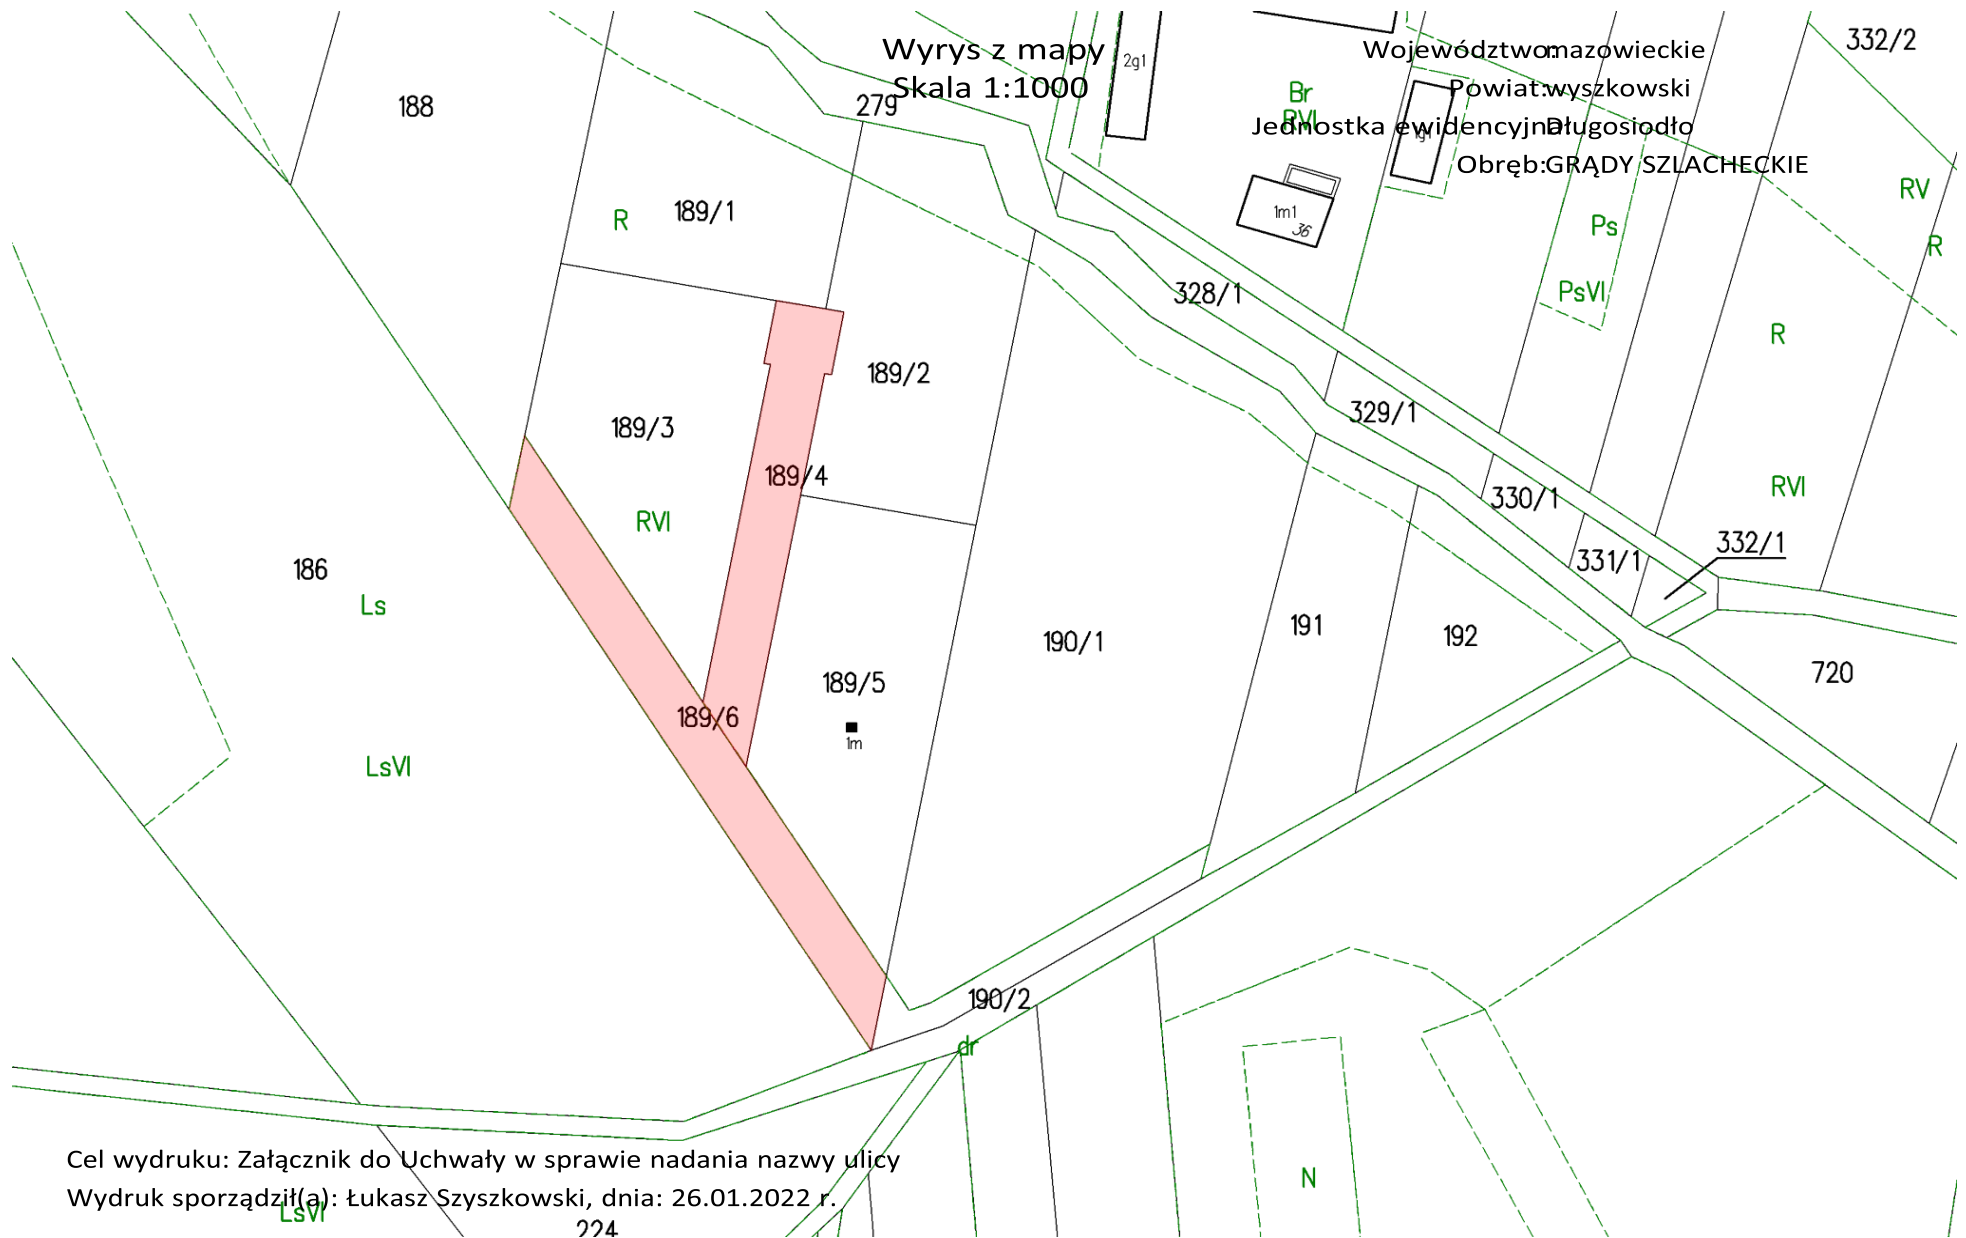 Wyrys z mapy
Skala 1:1000
Województwo: mazowieckie
Powiat: wyszkowski
Jednostka ewidencyjna: Długosiodło
Obręb: GRĄDY SZLACHECKIE
332/2
2g1
Br
RVI
188
279
RV
R
189/1
R
1m1
36
Ps
PsVI
328/1
R
189/2
329/1
189/3
189/4
RVI
330/1
RVI
332/1
331/1
186
Ls
191
192
190/1
720
189/5
189/6
1m
LsVI
190/2
dr
N
Cel wydruku: Załącznik do Uchwały w sprawie nadania nazwy ulicy
Wydruk sporządził(a): Łukasz Szyszkowski, dnia: 26.01.2022 r.
LsVI
224